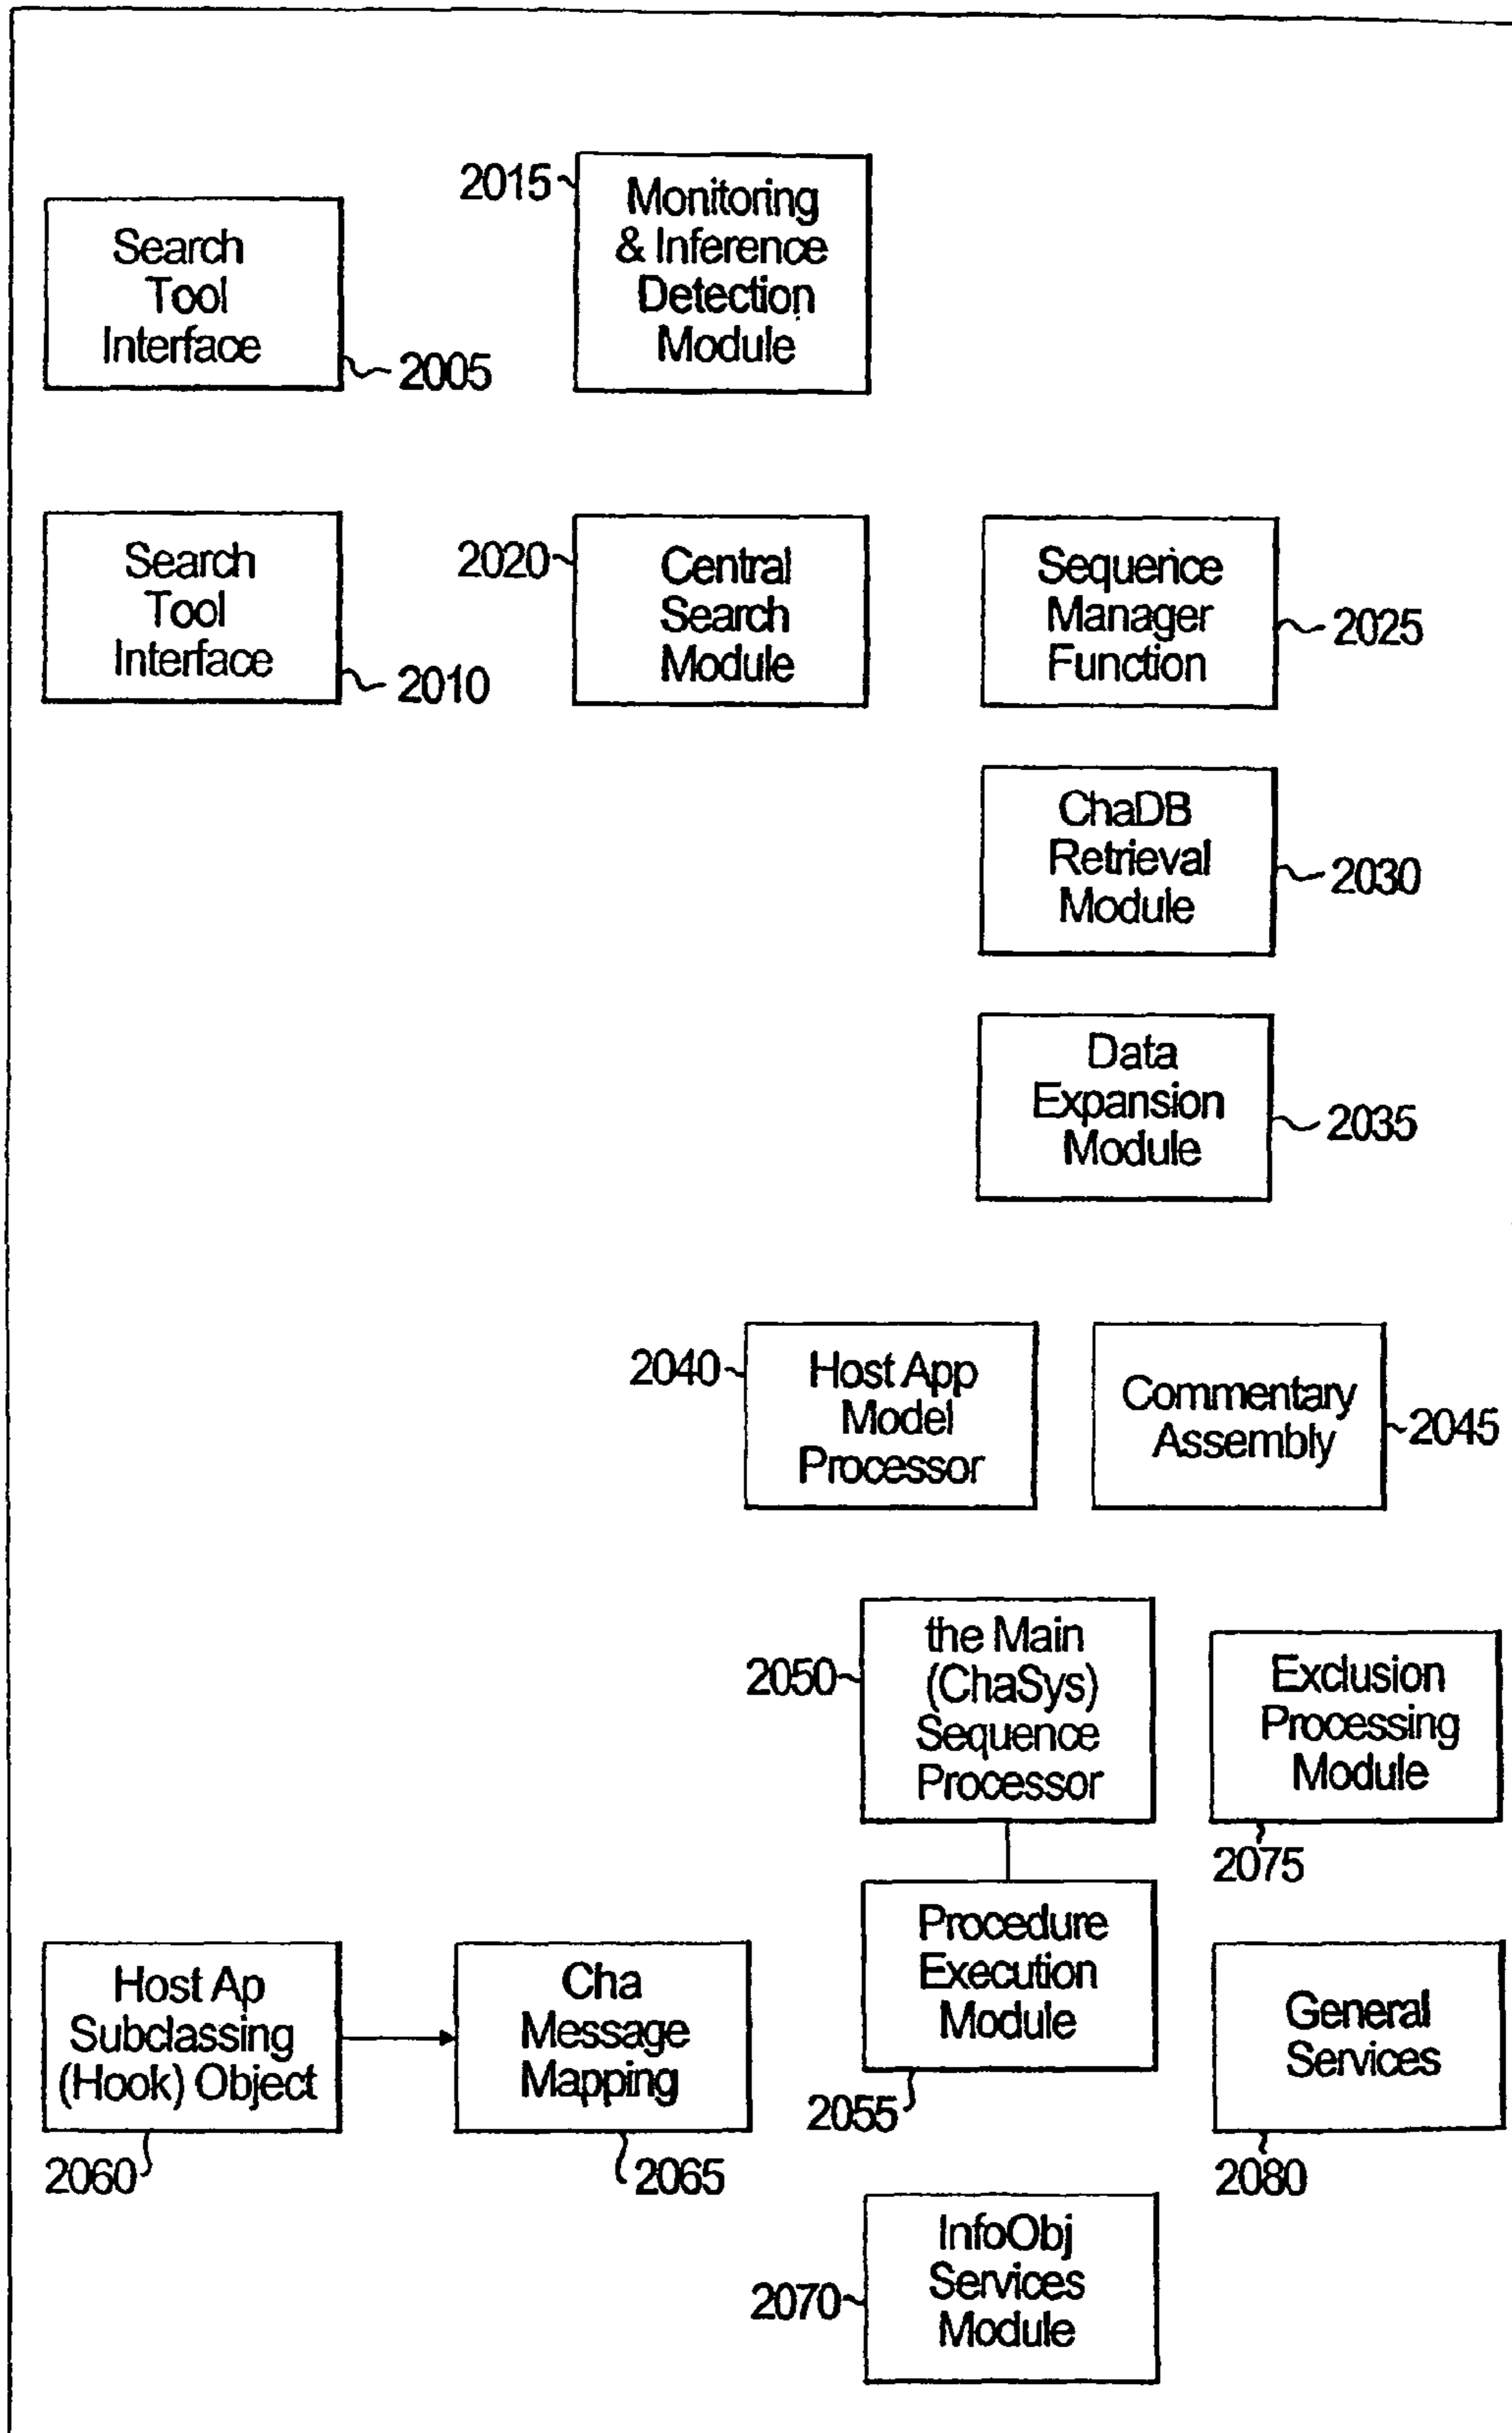 2015
Monitoring
& Inference
Detection
Module
Search
Tool
Interface
2005
Search
Tool
Interface
2010
2020
Central
Search
Module
Sequence
Manager
Function
2025
ChaDB
Retrieval
Module
2030
Data
Expansion
Module
2035
2040
Host App
Model
Processor
Commentary
Assembly
2045
2050
the Main
(ChaSys)
Sequence
Processor
Exclusion
Processing
Module
2075
Procedure
Execution
Module
2055
Host Ap
Subclassing
(Hook) Object
2060
Cha
Message
Mapping
2065
General
Services
2080
2070
InfoObj
Services
Module